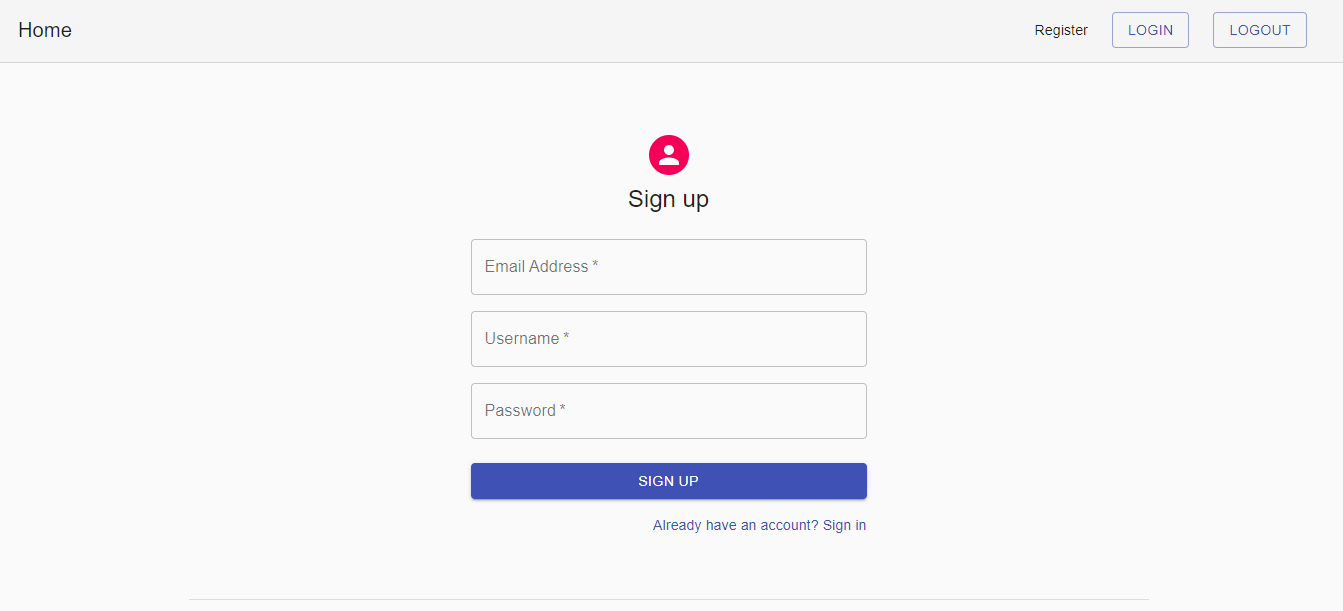 Home Register LOGIN LOGOUT
Sign up
Email Address *
Username *
Password *
SIGN UP
Already have an account? Sign in